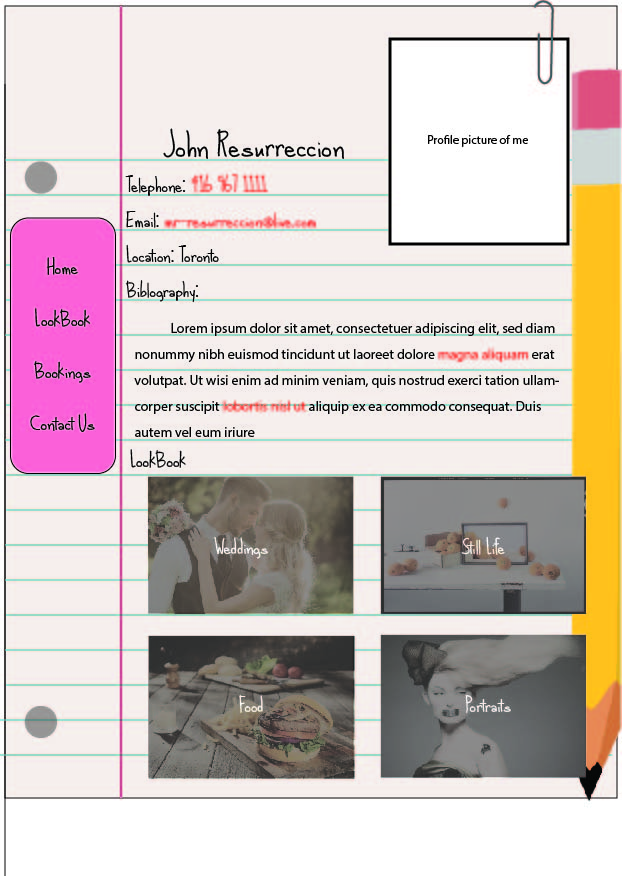 Profile picture of me
John Resurreccion
Telephone: 416 967 1111
Email: mr-resurreccion@live.com
Location: Toronto
Biblography:
Home
LookBook
Bookings
Contact Us
Lorem ipsum dolor sit amet, consectetuer adipiscing elit, sed diam
nonummy nibh euismod tincidunt ut laoreet dolore magna aliquam erat
volutpat. Ut wisi enim ad minim veniam, quis nostrud exerci tation ullam-
corper suscipit lobortis nisl ut aliquip ex ea commodo consequat. Duis
autem vel eum iriure
LookBook
Weddings
Still Life
Food
Portraits